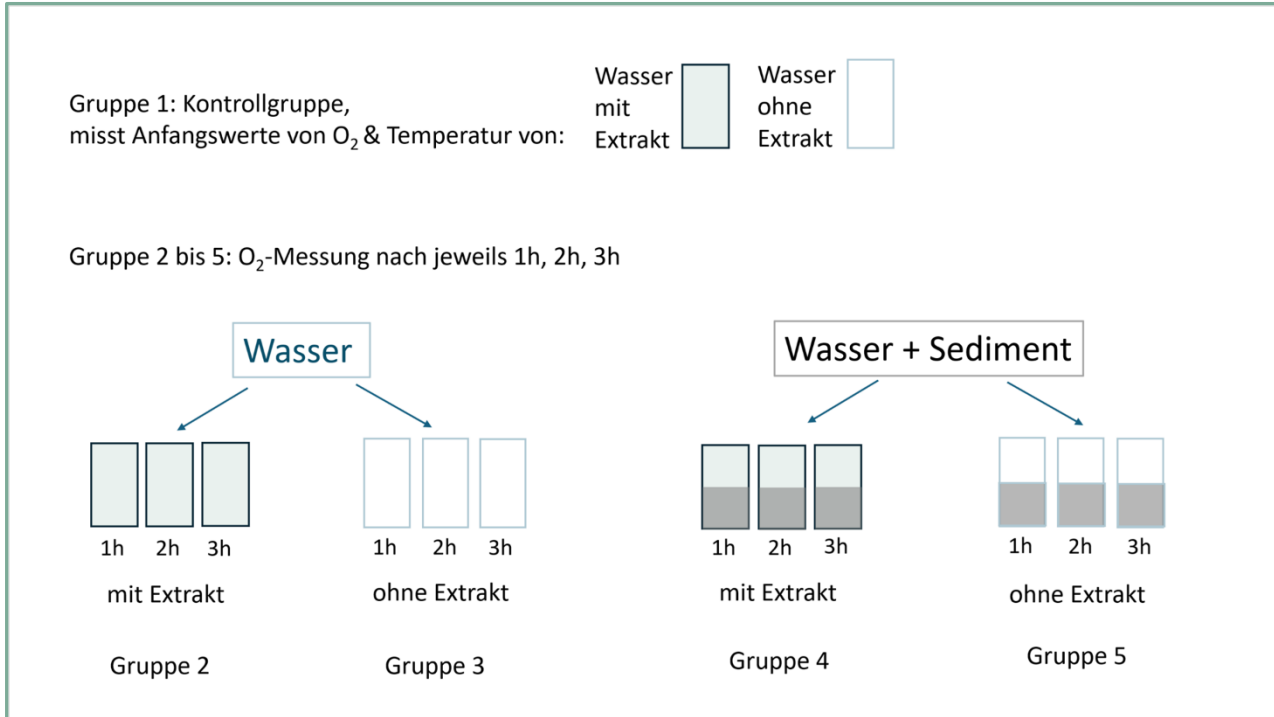 Gruppe 1: Kontrollgruppe,
misst Anfangswerte von O₂ & Temperatur von:
Wasser
mit
Extrakt
Wasser
ohne
Extrakt
Gruppe 2 bis 5: O₂-Messung nach jeweils 1h, 2h, 3h
Wasser
1h 2h 3h
mit Extrakt
Gruppe 2
1h 2h 3h
ohne Extrakt
Gruppe 3
Wasser + Sediment
1h 2h 3h
mit Extrakt
Gruppe 4
1h 2h 3h
ohne Extrakt
Gruppe 5